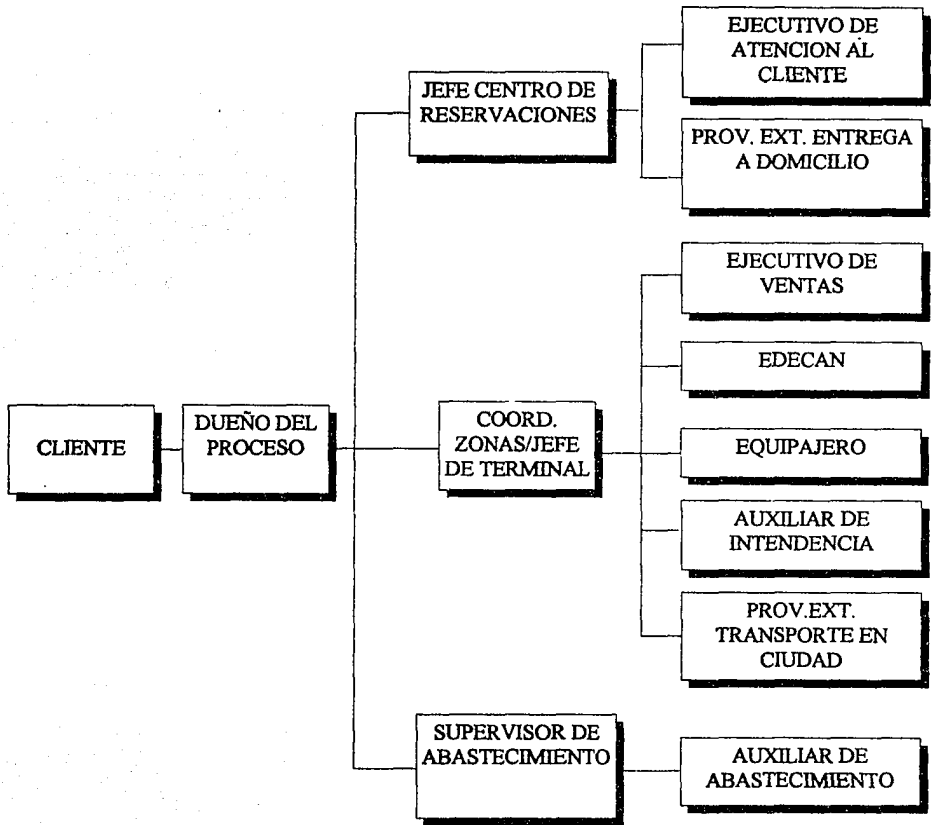 EJECUTIVO DE
ATENCION AL
CLIENTE
JEFE CENTRO DE
RESERVACIONES
PROV. EXT. ENTREGA
A DOMICILIO
EJECUTIVO DE
VENTAS
EDECAN
CLIENTE
DUEÑO DEL
PROCESO
COORD.
ZONAS/JEFE
DE TERMINAL
EQUIPAJERO
AUXILIAR DE
INTENDENCIA
PROV.EXT.
TRANSPORTE EN
CIUDAD
SUPERVISOR DE
ABASTECIMIENTO
AUXILIAR DE
ABASTECIMIENTO